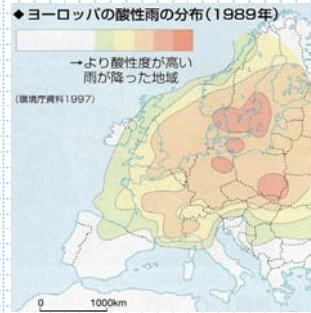 ◆ヨーロッパの酸性雨の分布(1989年)
→より酸性度が高い
雨が降った地域
(環境庁資料1997)
0 1000km